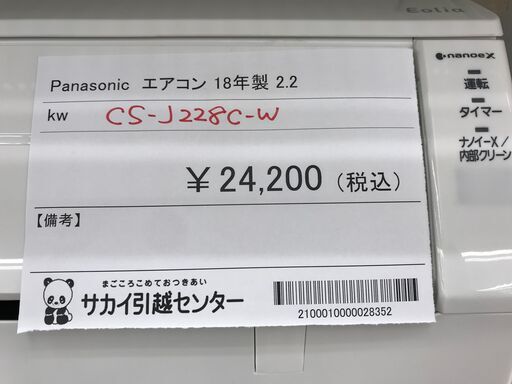 Eolia
nanoeX
運転
タイマー
ナノイーX/
内部クリーン
Panasonic エアコン 18年製 2.2
kw CS-J228C-W
￥24,200(税込)
【備考】
まごころこめておつきあい
サカイ引越センター
2100010000028352